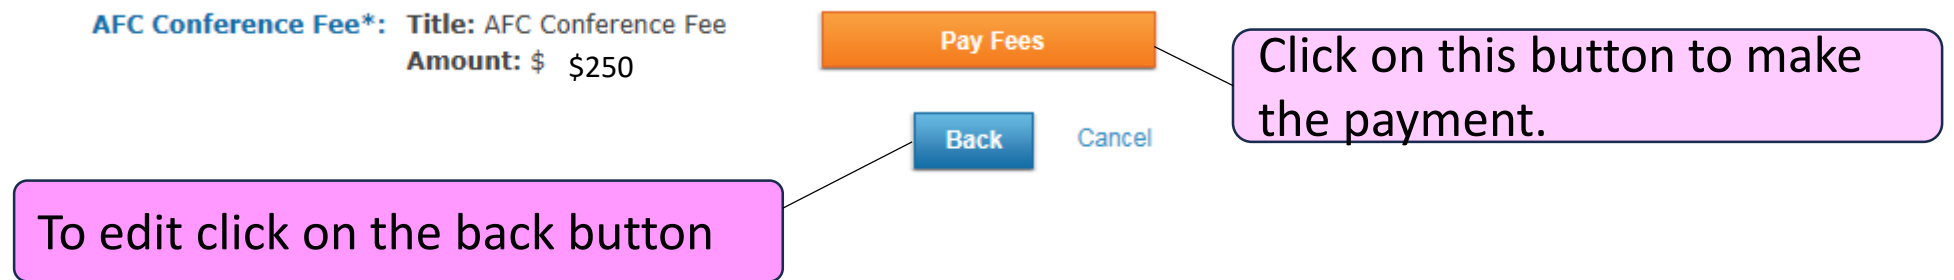 AFC Conference Fee*: Title: AFC Conference Fee
Amount: $ $250
Pay Fees
Click on this button to make
the payment.
Back
Cancel
To edit click on the back button